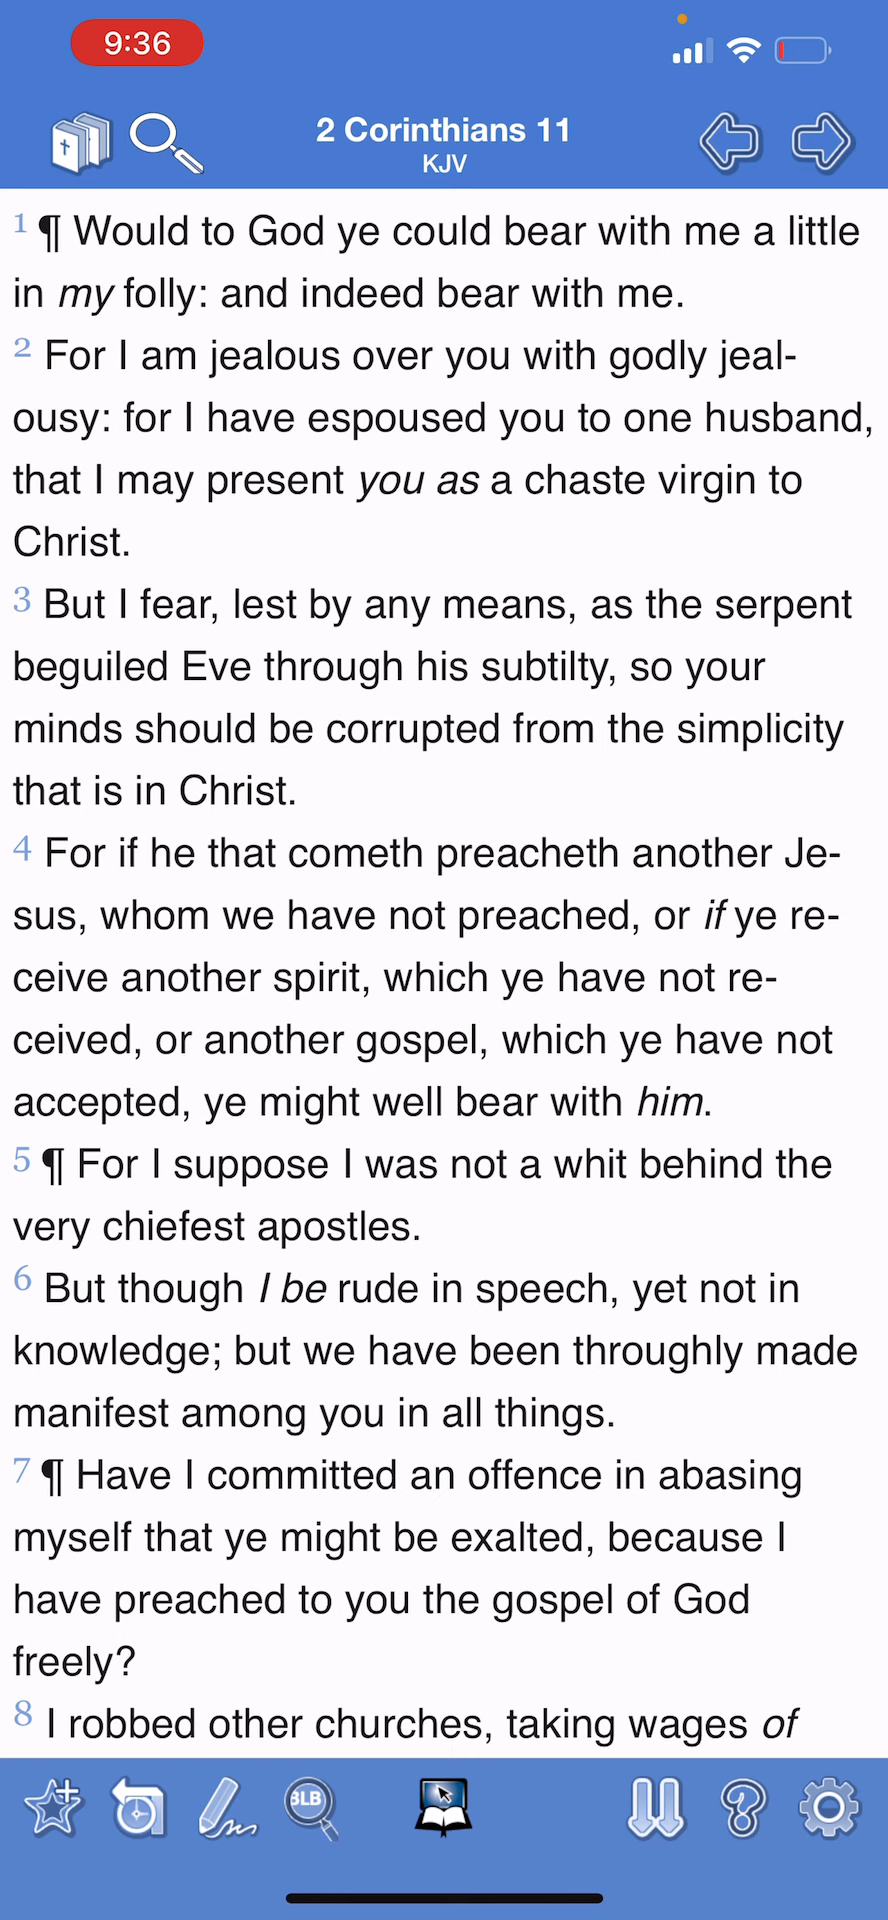 9:36
2 Corinthians 11
KJV
1 ¶ Would to God ye could bear with me a little
in my folly: and indeed bear with me.
2 For I am jealous over you with godly jeal-
ousy: for I have espoused you to one husband,
that I may present you as a chaste virgin to
Christ.
3 But I fear, lest by any means, as the serpent
beguiled Eve through his subtilty, so your
minds should be corrupted from the simplicity
that is in Christ.
4 For if he that cometh preacheth another Je-
sus, whom we have not preached, or if ye re-
ceive another spirit, which ye have not re-
ceived, or another gospel, which ye have not
accepted, ye might well bear with him.
5 ¶ For I suppose I was not a whit behind the
very chiefest apostles.
6 But though I be rude in speech, yet not in
knowledge; but we have been throughly made
manifest among you in all things.
7 ¶ Have I committed an offence in abasing
myself that ye might be exalted, because I
have preached to you the gospel of God
freely?
8 I robbed other churches, taking wages of
BLB